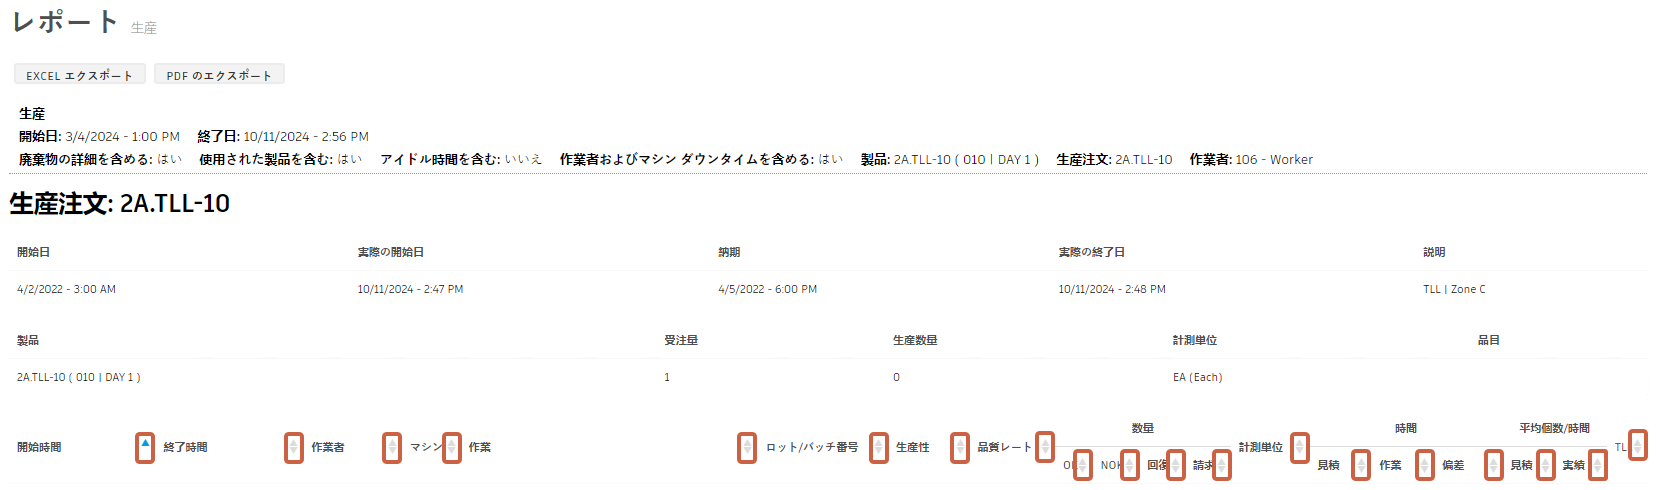 レポート 生産
EXCEL エクスポート PDF のエクスポート
生産
開始日: 3/4/2024 - 1:00 PM 終了日: 10/11/2024 - 2:56 PM
廃棄物の詳細を含める: はい 使用された製品を含む: はい アイドル時間を含む: いいえ 作業者およびマシン ダウンタイムを含める: はい 製品: 2A.TLL-10 ( 010 | DAY 1 ) 生産注文: 2A.TLL-10 作業者: 106 - Worker
生産注文: 2A.TLL-10
開始日 実際の開始日 納期 実際の終了日 説明
4/2/2022 - 3:00 AM 10/11/2024 - 2:47 PM 4/5/2022 - 6:00 PM 10/11/2024 - 2:48 PM TLL | Zone C
製品 受注量 生産数量 計測単位 品目
2A.TLL-10 ( 010 | DAY 1 ) 1 0 EA (Each)
数量 時間 平均個数/時間
開始時間 終了時間 作業者 マシン 作業 ロット/バッチ番号 生産性 品質レート 計測単位 TL
NOK 回復 請求 見積 作業 偏差 見積 実績